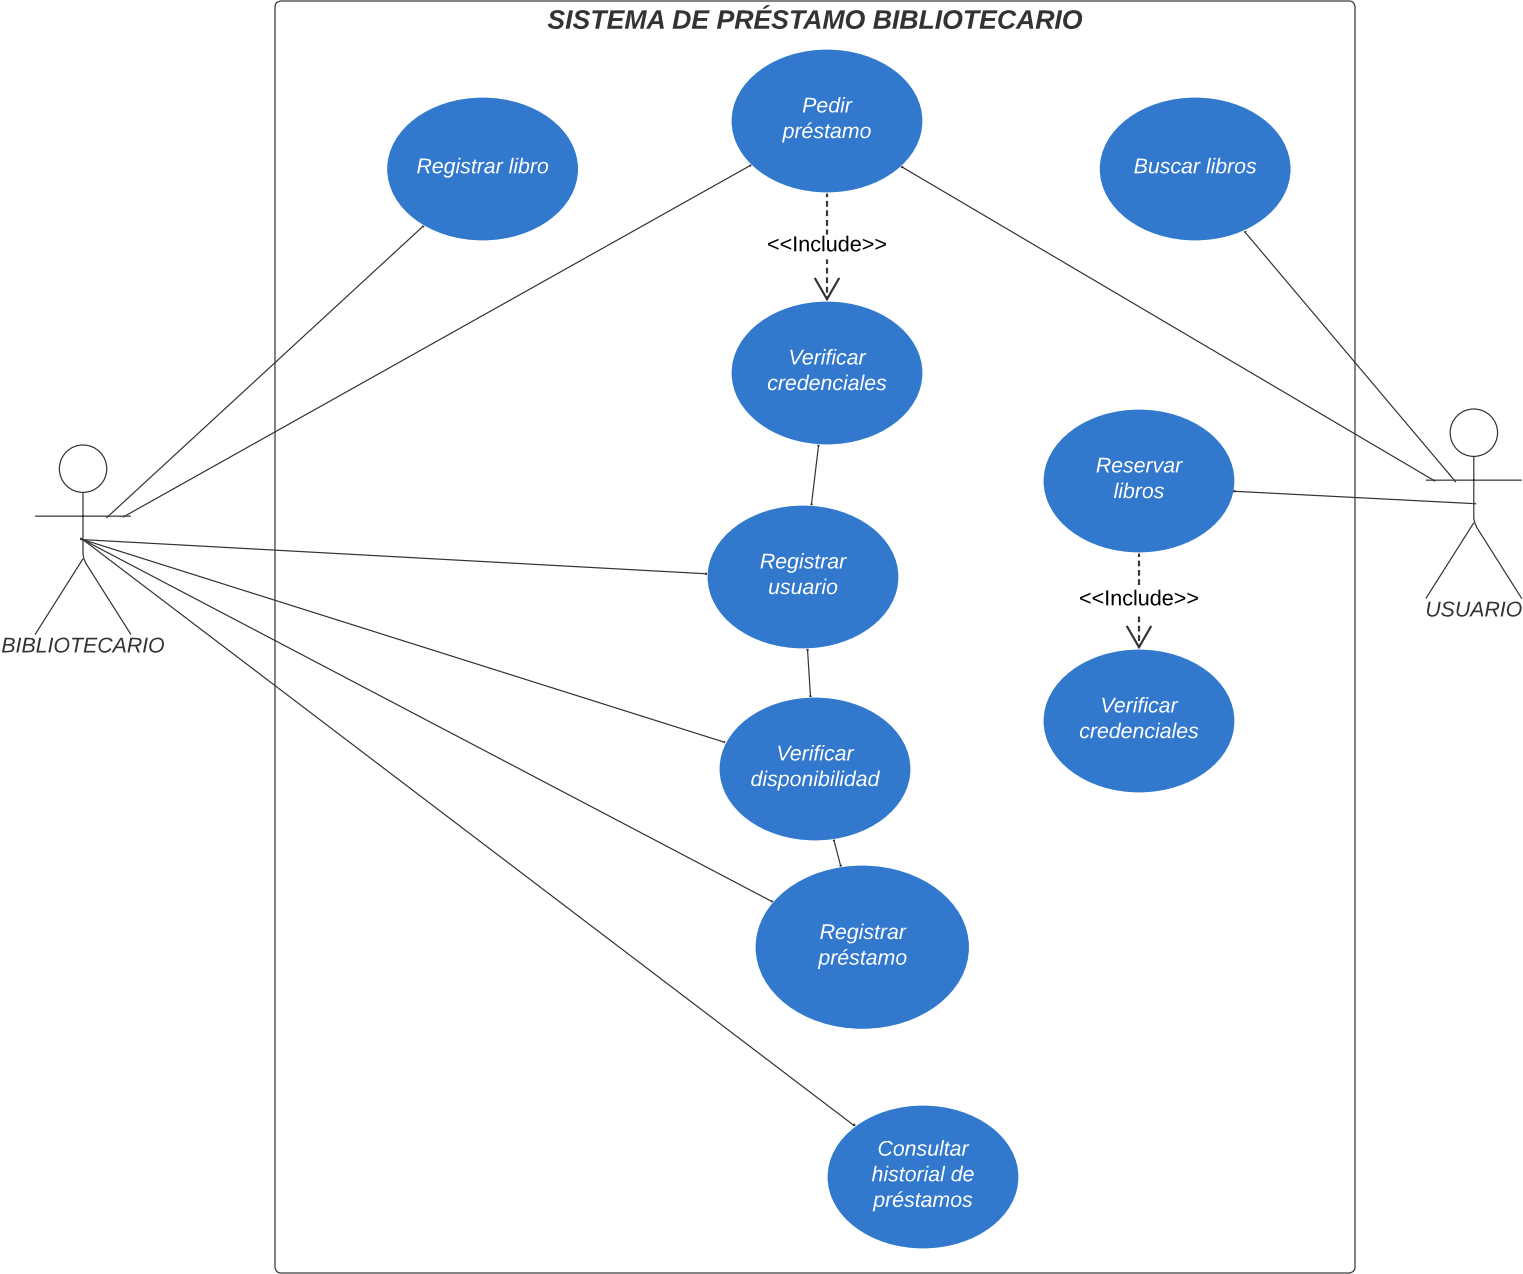 SISTEMA DE PRÉSTAMO BIBLIOTECARIO
Pedir
préstamo
Registrar libro
Buscar libros
<<Include>>
Verificar
credenciales
Reservar
libros
Registrar
usuario
<<Include>>
USUARIO
BIBLIOTECARIO
Verificar
credenciales
Verificar
disponibilidad
Registrar
préstamo
Consultar
historial de
préstamos